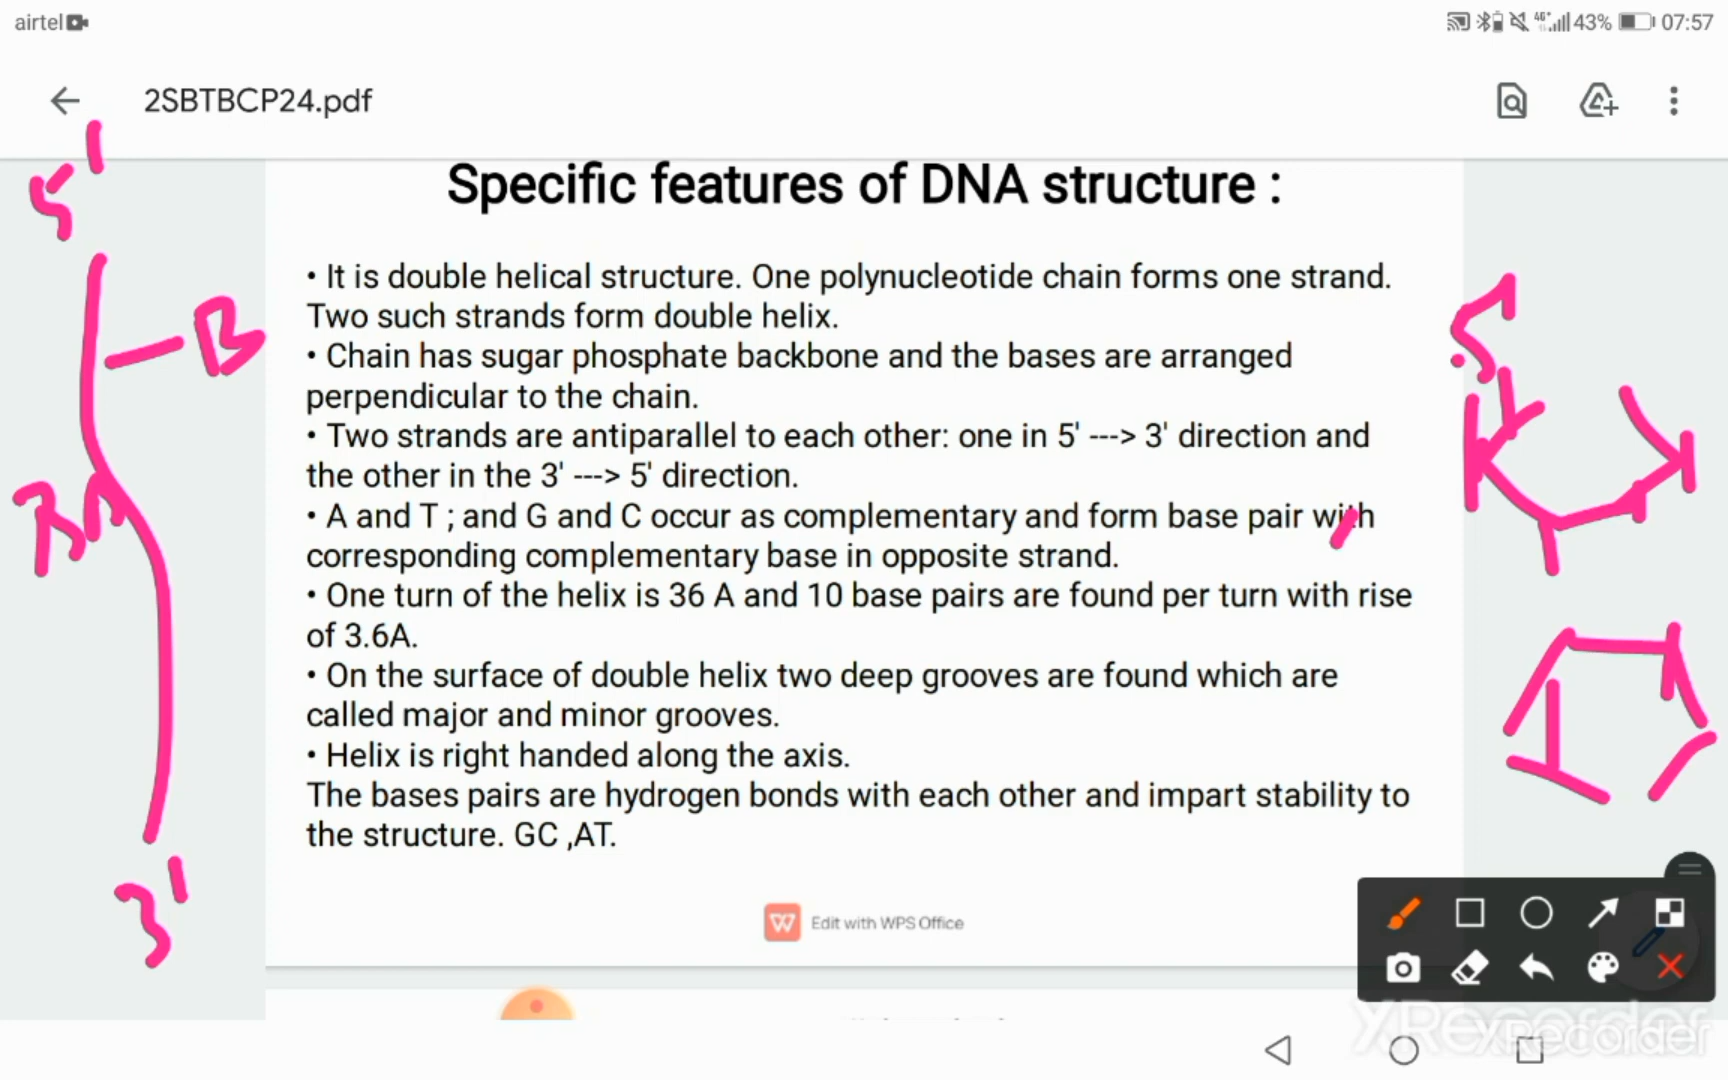 airtel
4G+ 43% 07:57
2SBTBCP24.pdf
Specific features of DNA structure :
• It is double helical structure. One polynucleotide chain forms one strand.
Two such strands form double helix.
• Chain has sugar phosphate backbone and the bases are arranged
perpendicular to the chain.
• Two strands are antiparallel to each other: one in 5' ---> 3' direction and
the other in the 3' ---> 5' direction.
• A and T ; and G and C occur as complementary and form base pair with
corresponding complementary base in opposite strand.
• One turn of the helix is 36 A and 10 base pairs are found per turn with rise
of 3.6A.
• On the surface of double helix two deep grooves are found which are
called major and minor grooves.
• Helix is right handed along the axis.
The bases pairs are hydrogen bonds with each other and impart stability to
the structure. GC ,AT.
Edit with WPS Office
5'
B
3'
XRecorder
XRecorder